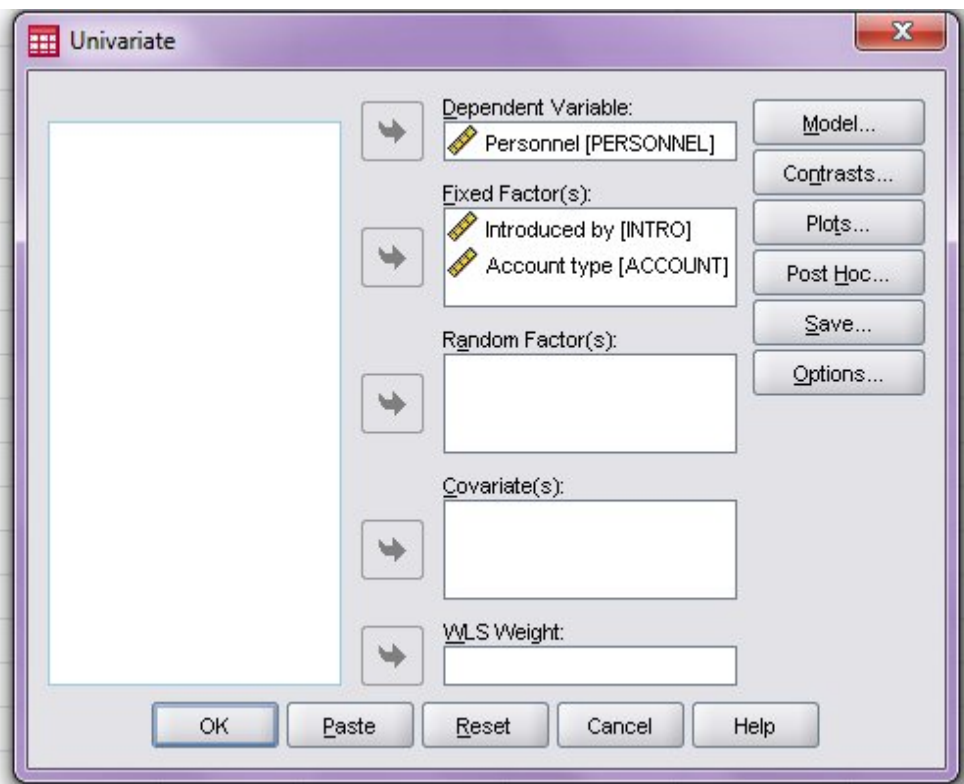 Univariate
Dependent Variable:
Personnel [PERSONNEL]
Fixed Factor(s):
Introduced by [INTRO]
Account type [ACCOUNT]
Random Factor(s):
Covariate(s):
WLS Weight:
Model...
Contrasts...
Plots...
Post Hoc...
Save...
Options...
OK
Paste
Reset
Cancel
Help